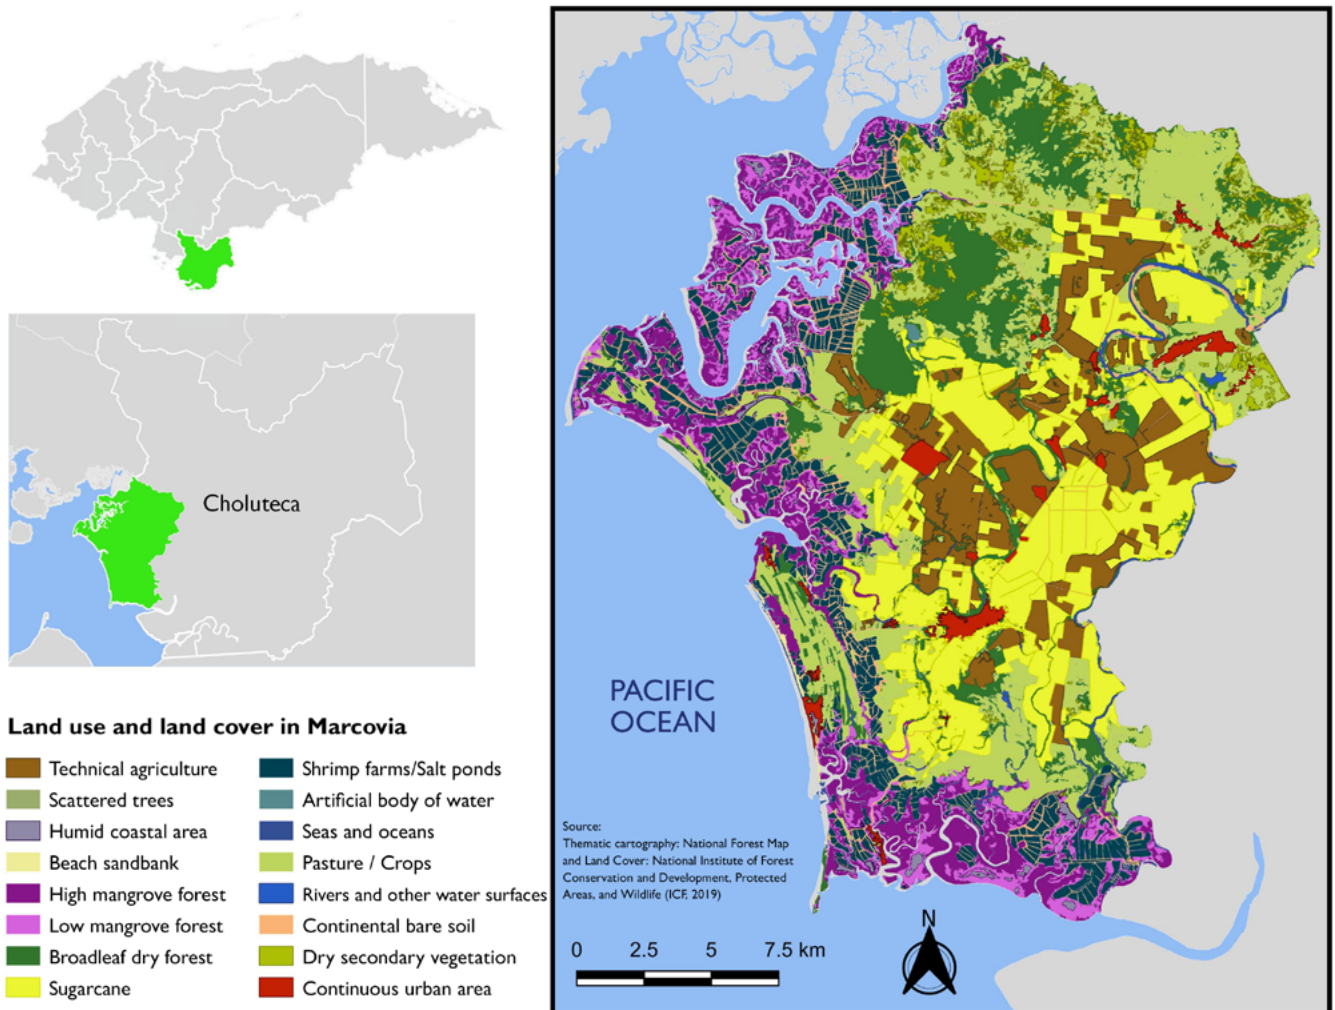 Choluteca
Land use and land cover in Marcovia
Technical agriculture
Scattered trees
Humid coastal area
Beach sandbank
High mangrove forest
Low mangrove forest
Broadleaf dry forest
Sugarcane
Shrimp farms/Salt ponds
Artificial body of water
Seas and oceans
Pasture / Crops
Rivers and other water surfaces
Continental bare soil
Dry secondary vegetation
Continuous urban area
PACIFIC
OCEAN
Source:
Thematic cartography: National Forest Map
and Land Cover: National Institute of Forest
Conservation and Development, Protected
Areas, and Wildlife (ICF, 2019)
0 2.5 5 7.5 km
N